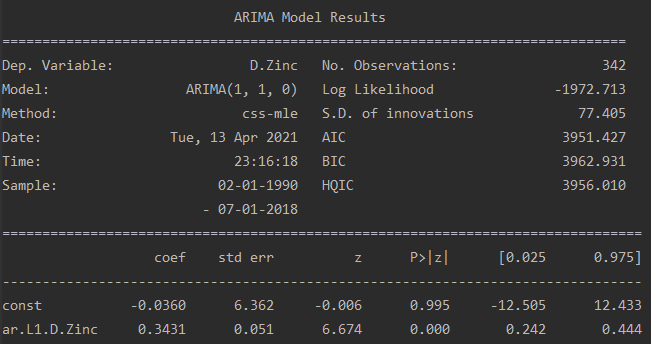 ARIMA Model Results
==============================================================================
Dep. Variable: D.Zinc No. Observations: 342
Model: ARIMA(1, 1, 0) Log Likelihood -1972.713
Method: css-mle S.D. of innovations 77.405
Date: Tue, 13 Apr 2021 AIC 3951.427
Time: 23:16:18 BIC 3962.931
Sample: 02-01-1990 HQIC 3956.010
- 07-01-2018
================================================================================
coef std err z P>|z| [0.025 0.975]
--------------------------------------------------------------------------------
const -0.0360 6.362 -0.006 0.995 -12.505 12.433
ar.L1.D.Zinc 0.3431 0.051 6.674 0.000 0.242 0.444